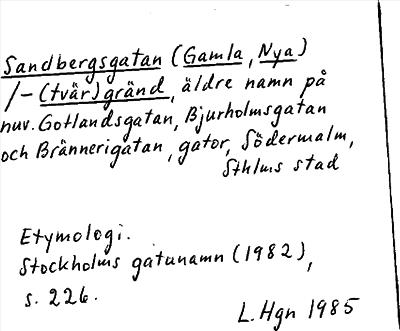 Sandbergsgatan (Gamla, Nya)
/- (tvär)gränd, äldre namn på
nuv. Gotlandsgatan, Bjurholmsgatan
och Brännerigatan, gator, Södermalm,
Sthlms stad
Etymologi.
Stockholms gatunamn (1982),
s. 226.
L. Hgn 1985